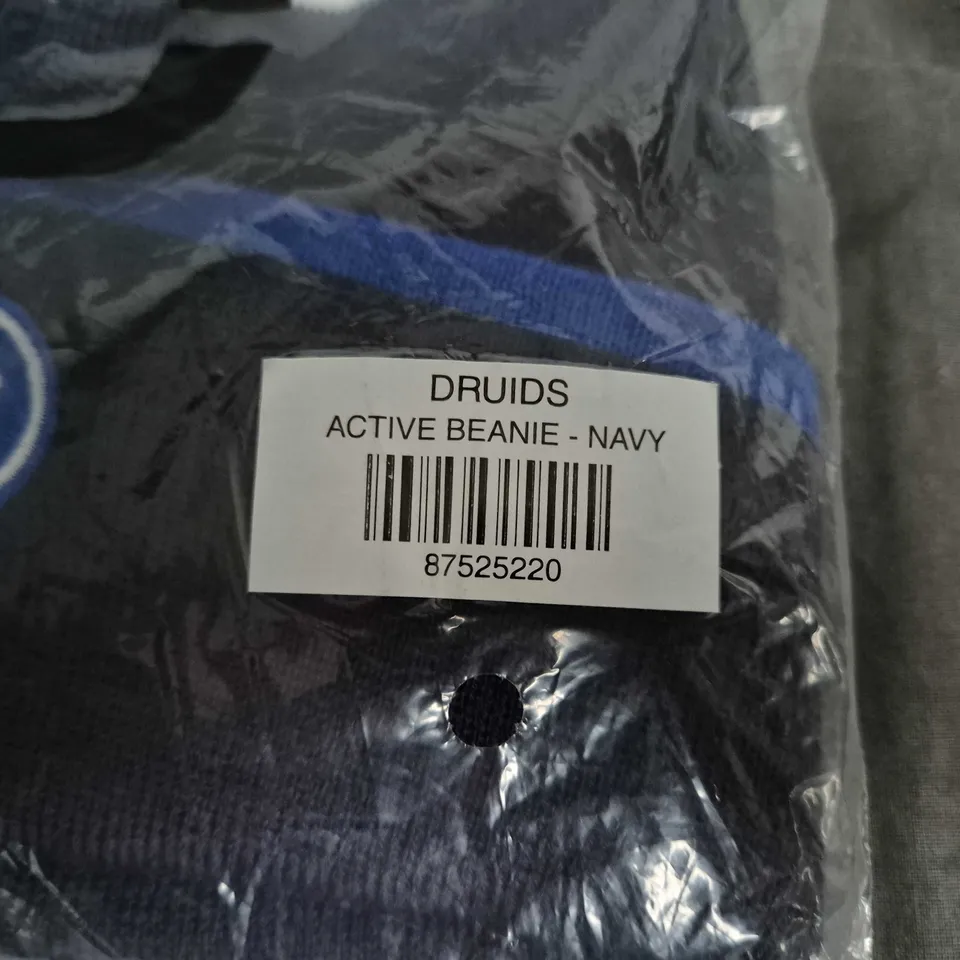 DRUIDS
ACTIVE BEANIE - NAVY
87525220